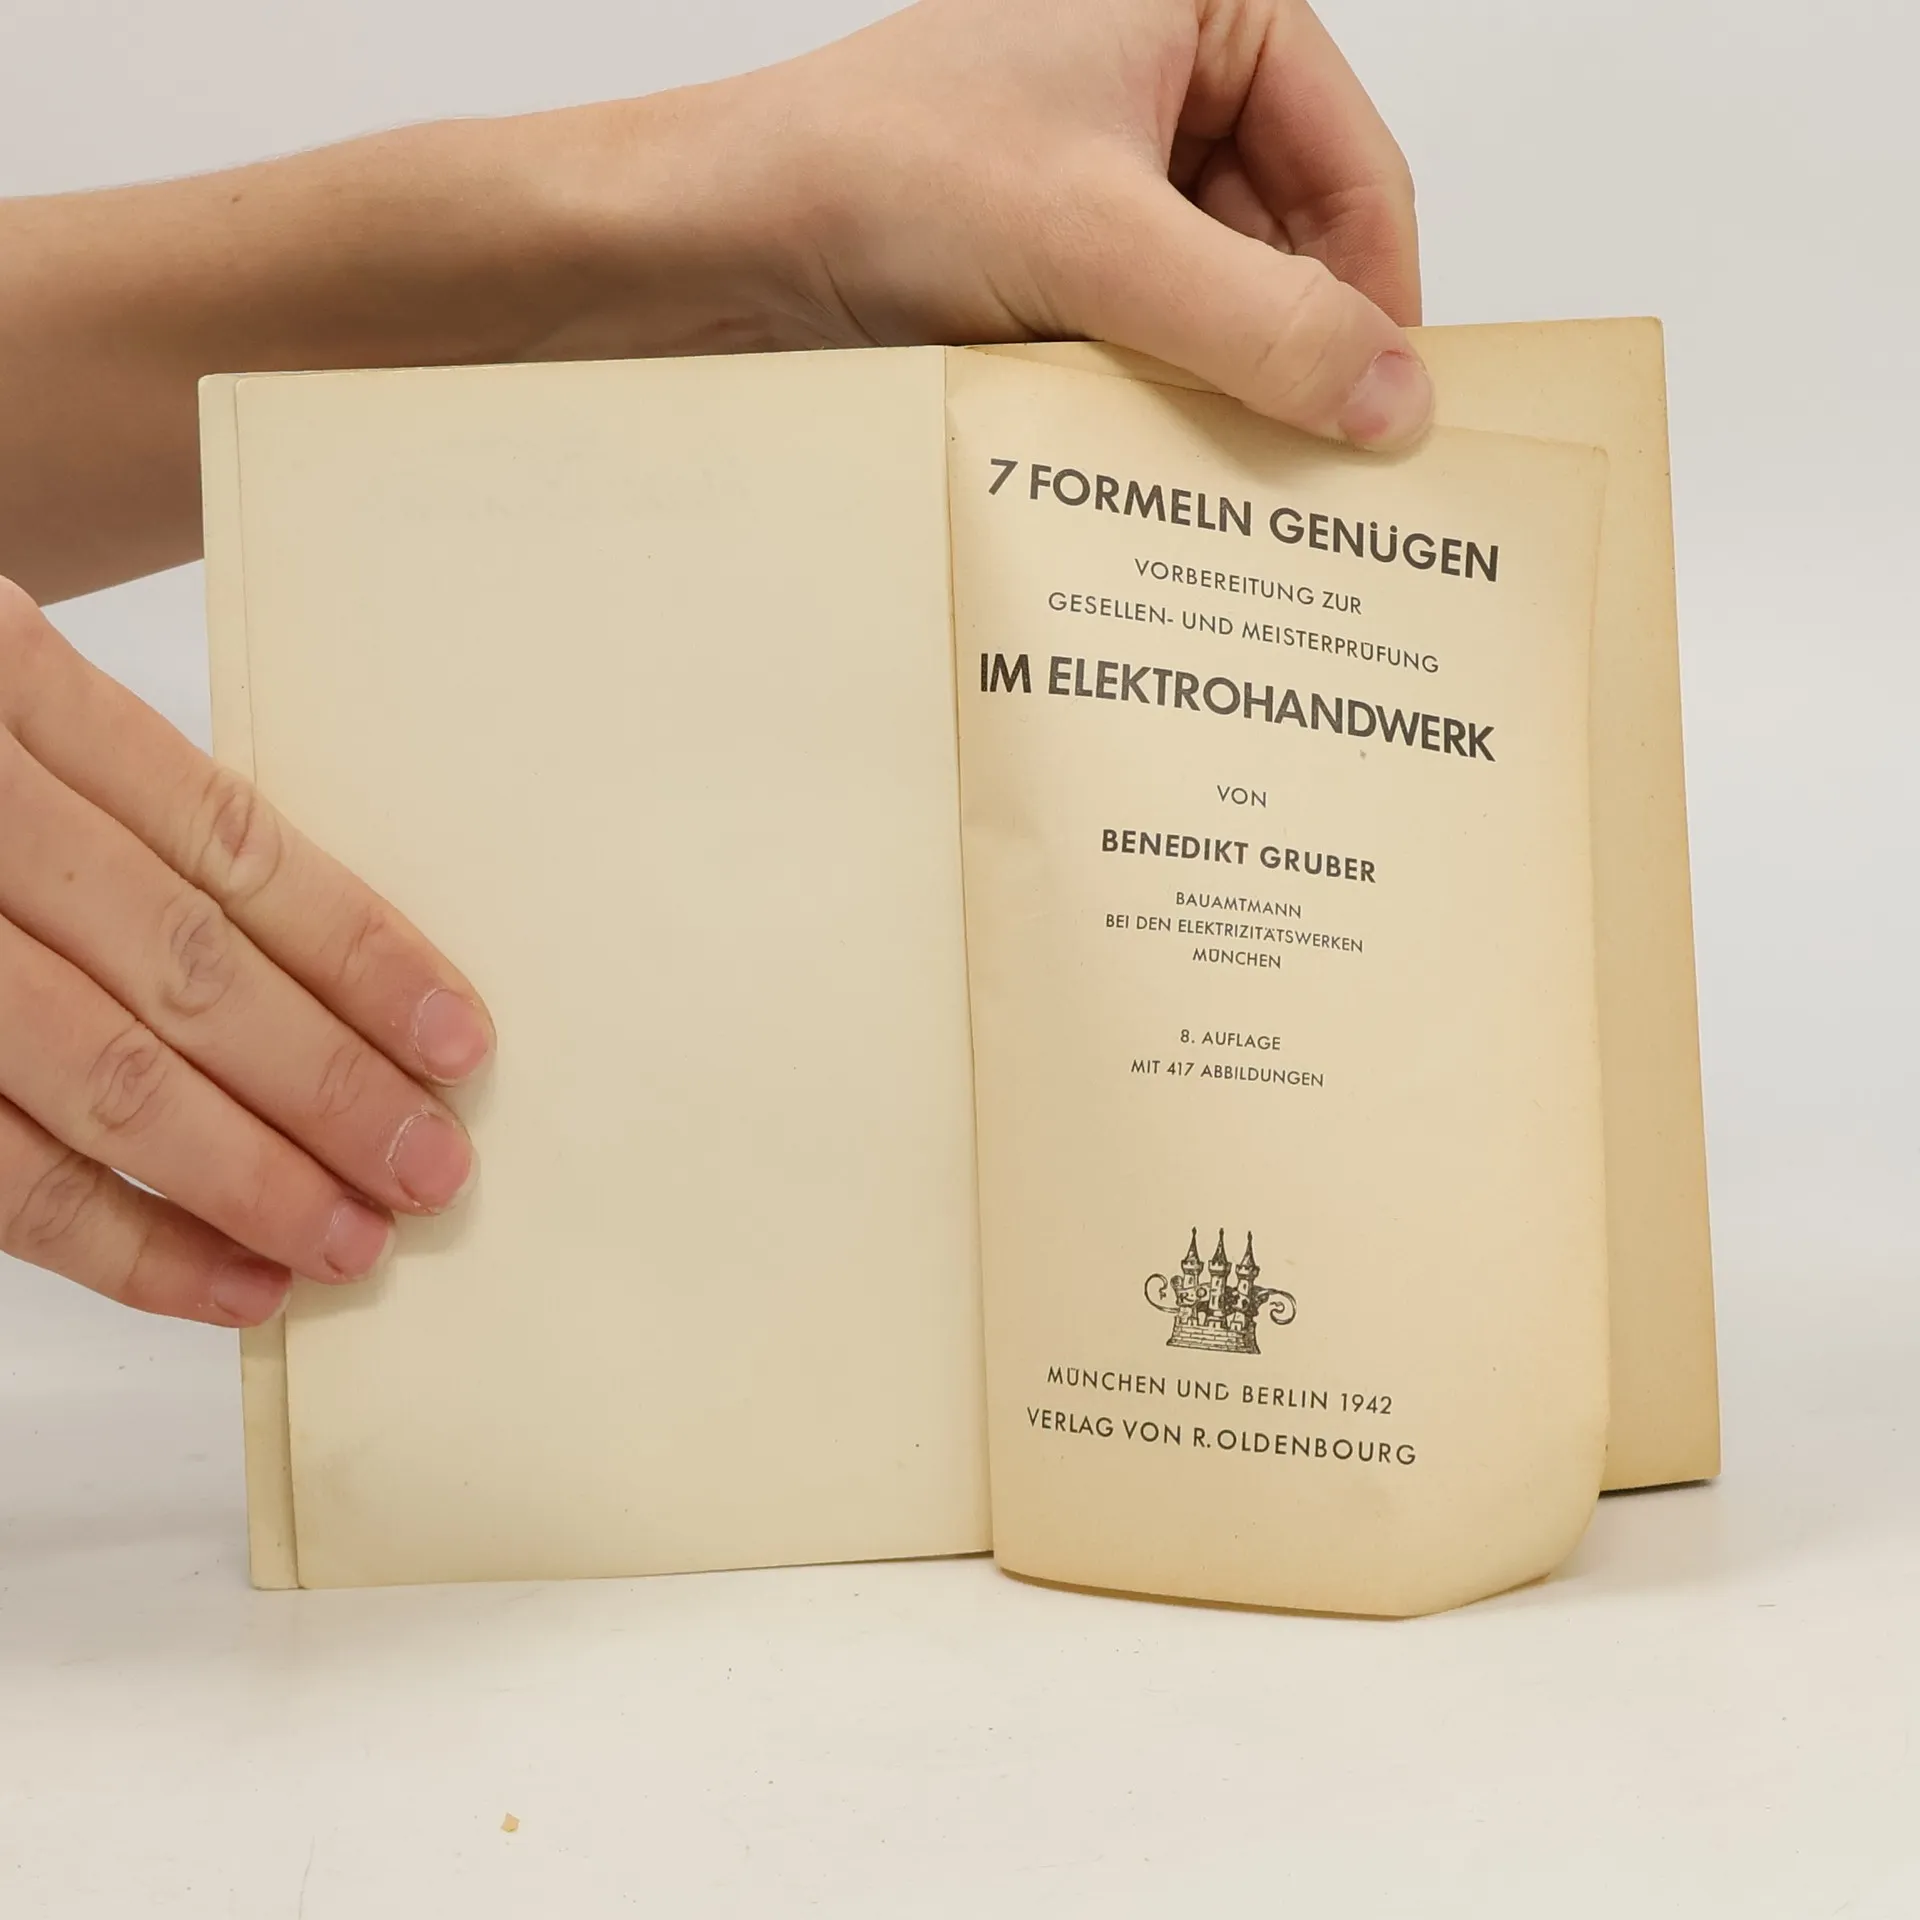 7 FORMELN GENÜGEN
VORBEREITUNG ZUR
GESELLEN- UND MEISTERPRÜFUNG
IM ELEKTROHANDWERK
VON
BENEDIKT GRUBER
BAUAMTMANN
BEI DEN ELEKTRIZITÄTSWERKEN
MÜNCHEN
8. AUFLAGE
MIT 417 ABBILDUNGEN
MÜNCHEN UND BERLIN 1942
VERLAG VON R. OLDENBOURG